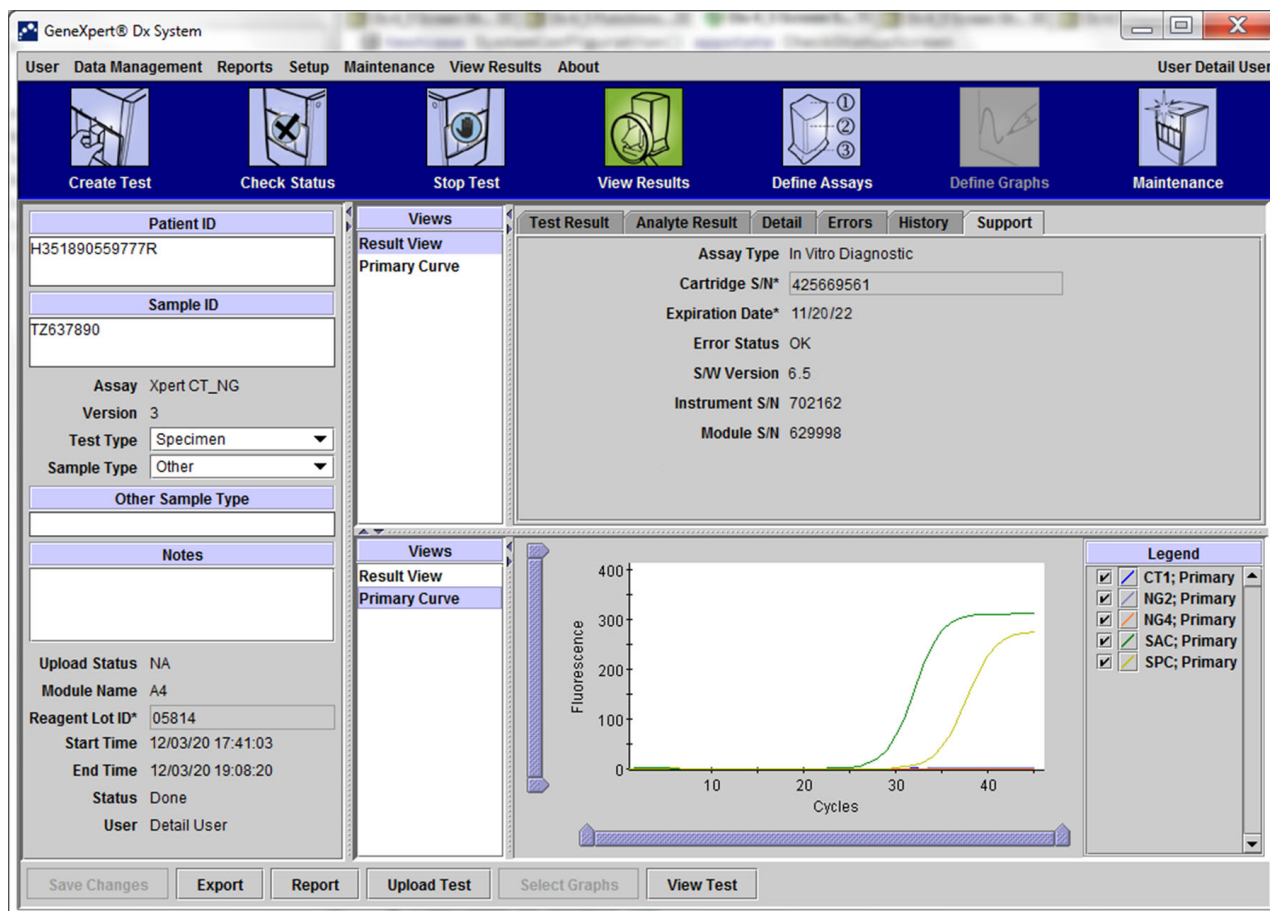 GeneXpert® Dx System
User Data Management Reports Setup Maintenance View Results About User Detail User
Create Test Check Status Stop Test View Results Define Assays Define Graphs Maintenance
① ② ③
Patient ID
H351890559777R
Sample ID
TZ637890
Assay Xpert CT_NG
Version 3
Test Type Specimen
Sample Type Other
Other Sample Type
Notes
Upload Status NA
Module Name A4
Reagent Lot ID* 05814
Start Time 12/03/20 17:41:03
End Time 12/03/20 19:08:20
Status Done
User Detail User
Views
Result View
Primary Curve
Test Result Analyte Result Detail Errors History Support
Assay Type In Vitro Diagnostic
Cartridge S/N* 425669561
Expiration Date* 11/20/22
Error Status OK
S/W Version 6.5
Instrument S/N 702162
Module S/N 629998
Views
Result View
Primary Curve
Fluorescence
400
300
200
100
0
10 20 30 40
Cycles
Legend
CT1; Primary
NG2; Primary
NG4; Primary
SAC; Primary
SPC; Primary
Save Changes Export Report Upload Test Select Graphs View Test